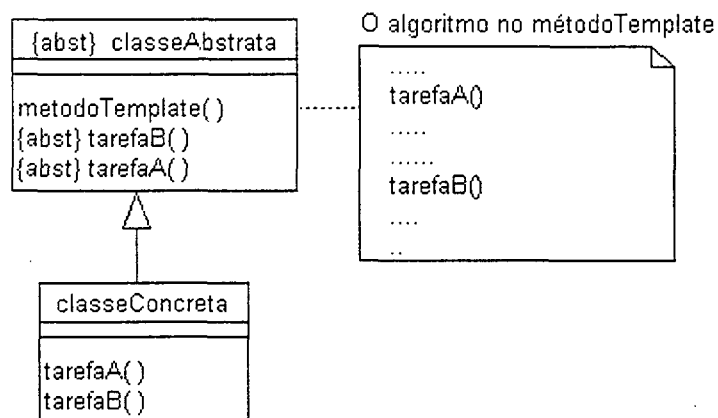 {abst} classeAbstrata
metodoTemplate( )
{abst} tarefaB( )
{abst} tarefaA( )
O algoritmo no métodoTemplate
.....
tarefaA()
.....
......
tarefaB()
....
..
classeConcreta
tarefaA( )
tarefaB( )